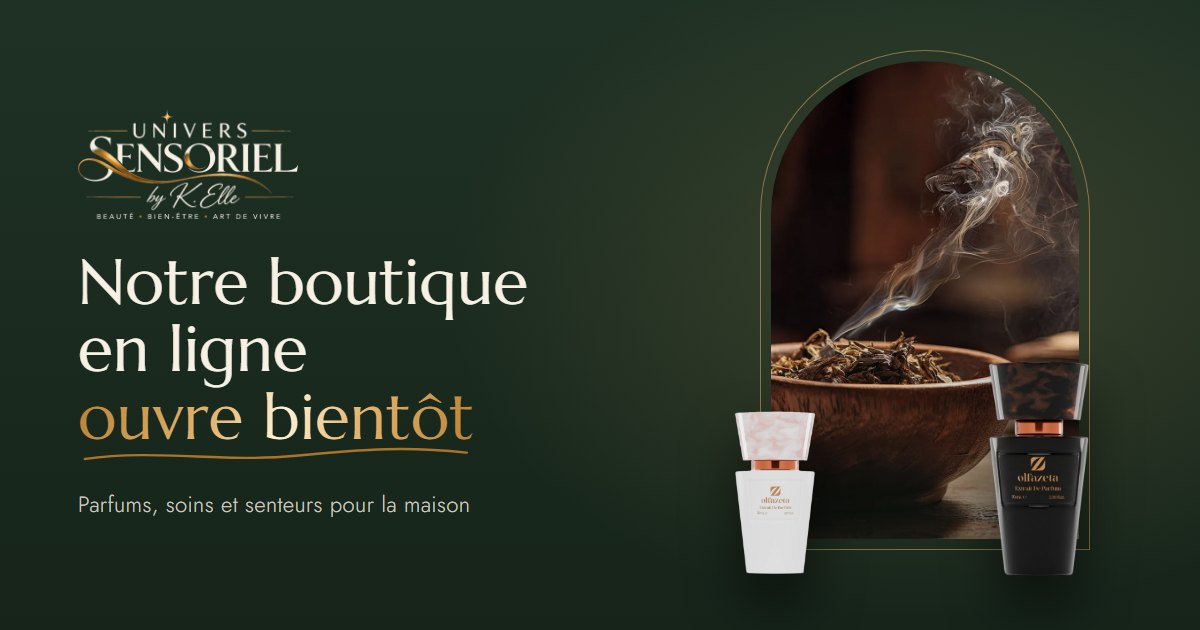 UNIVERS
SENSORIEL
by K. Elle
BEAUTÉ • BIEN-ÊTRE • ART DE VIVRE
Notre boutique
en ligne
ouvre bientôt
Parfums, soins et senteurs pour la maison
olfazeta
Extrait De Parfum
olfazeta
Extrait De Parfum